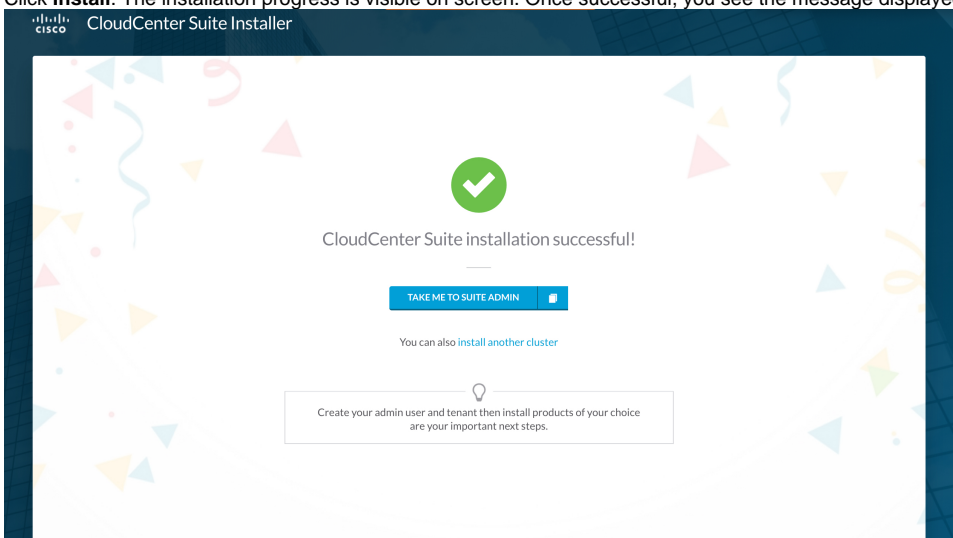 Click Install. The installation progress is visible on screen. Once successful, you see the message displayed
cisco CloudCenter Suite Installer
CloudCenter Suite installation successful!
TAKE ME TO SUITE ADMIN
You can also install another cluster
Create your admin user and tenant then install products of your choice
are your important next steps.